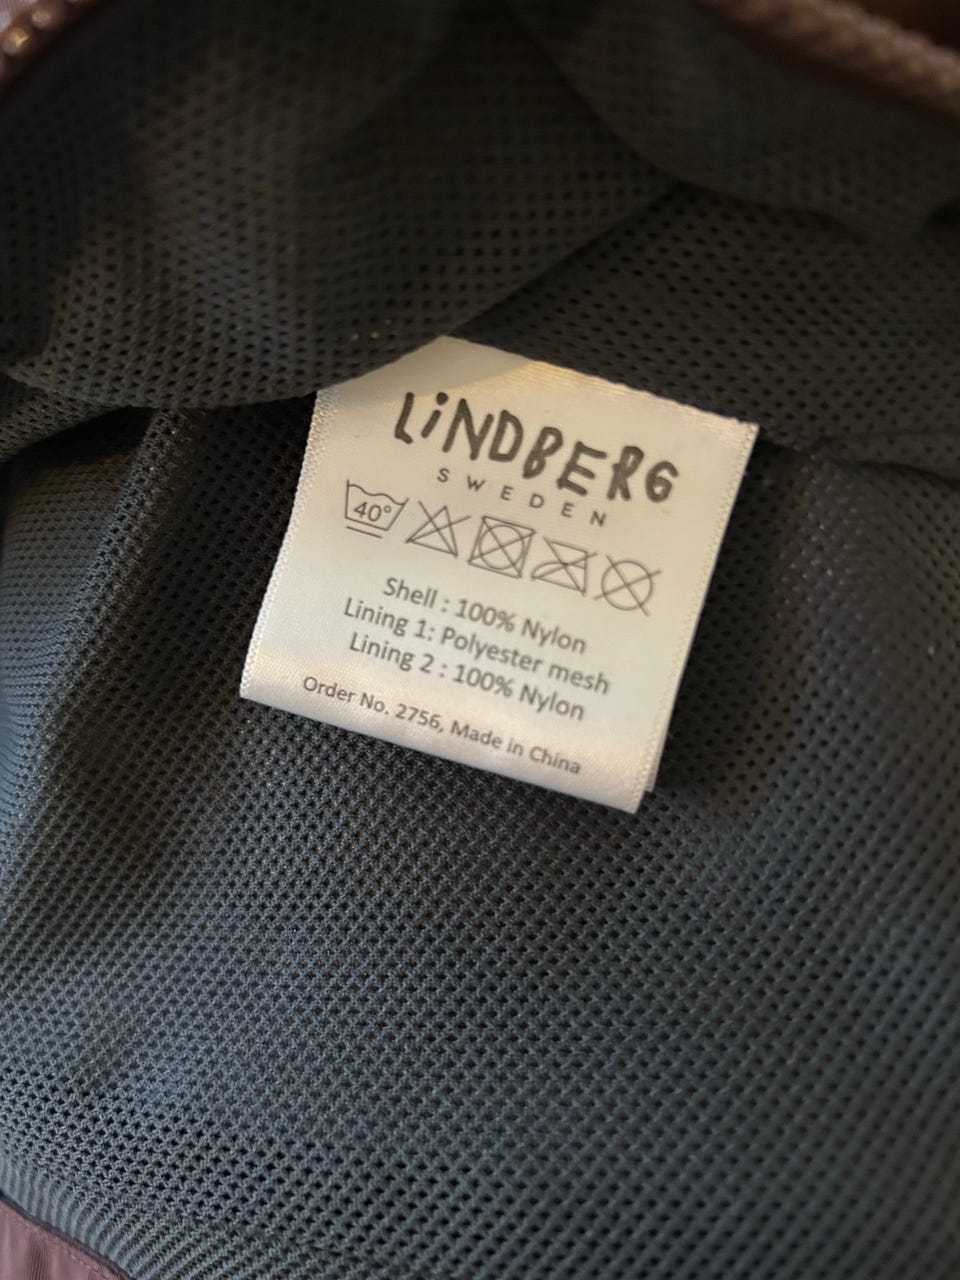 LiNDBERG
SWEDEN
40°
Shell : 100% Nylon
Lining 1: Polyester mesh
Lining 2 : 100% Nylon
Order No. 2756, Made in China